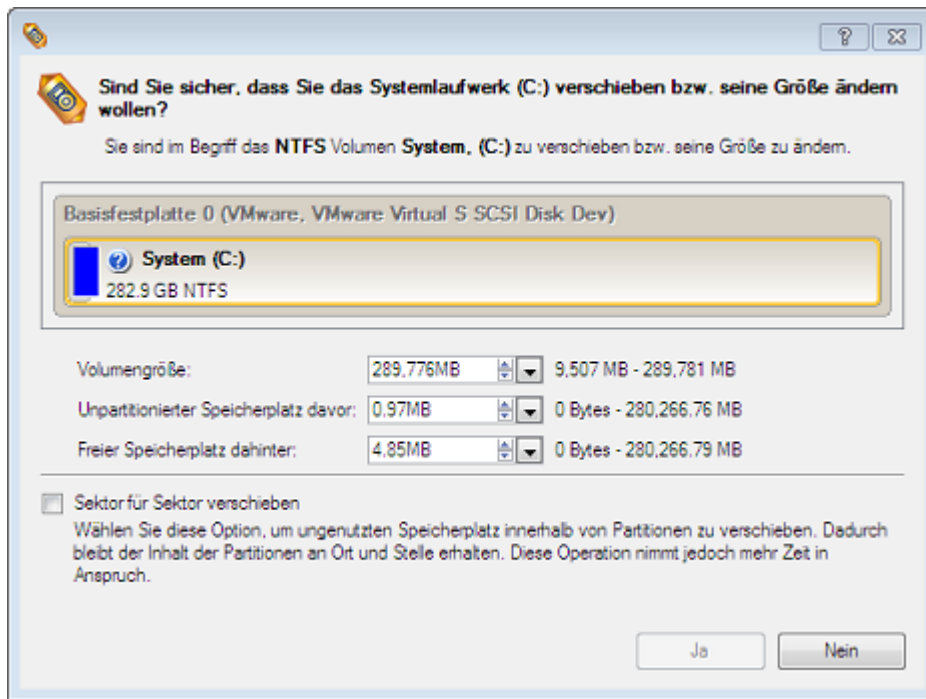 Sind Sie sicher, dass Sie das Systemlaufwerk (C:) verschieben bzw. seine Größe ändern
wollen?
Sie sind im Begriff das NTFS Volumen System, (C:) zu verschieben bzw. seine Größe zu ändern.
Basisfestplatte 0 (VMware, VMware Virtual S SCSI Disk Dev)
System (C:)
282.9 GB NTFS
Volumengröße: 289,776MB 9,507 MB - 289,781 MB
Unpartitionierter Speicherplatz davor: 0.97MB 0 Bytes - 280,266.76 MB
Freier Speicherplatz dahinter: 4.85MB 0 Bytes - 280,266.79 MB
Sektor für Sektor verschieben
Wählen Sie diese Option, um ungenutzten Speicherplatz innerhalb von Partitionen zu verschieben. Dadurch
bleibt der Inhalt der Partitionen an Ort und Stelle erhalten. Diese Operation nimmt jedoch mehr Zeit in
Anspruch.
Ja Nein